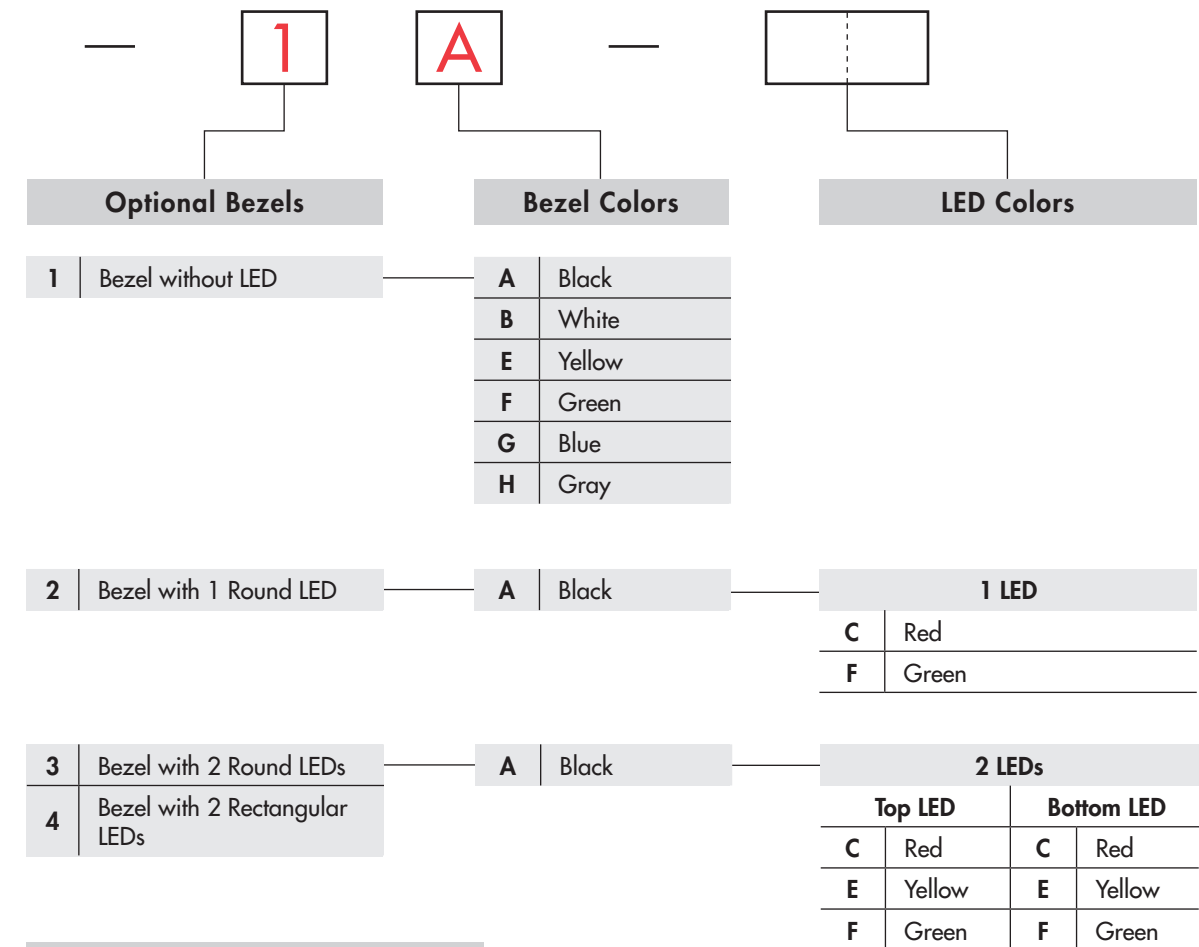 — 1 A —
Optional Bezels Bezel Colors LED Colors
1 Bezel without LED A Black
B White
E Yellow
F Green
G Blue
H Gray
2 Bezel with 1 Round LED A Black 1 LED
C Red
F Green
3 Bezel with 2 Round LEDs A Black 2 LEDs
4 Bezel with 2 Rectangular
LEDs
Top LED Bottom LED
C Red C Red
E Yellow E Yellow
F Green F Green